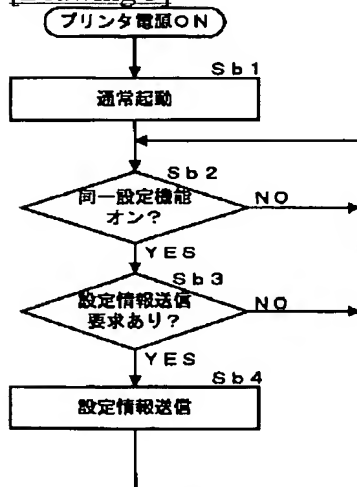 プリンタ電源ON
Sb1
通常起動
Sb2
同一設定機能
オン?
NO
YES
Sb3
設定情報送信
要求あり?
NO
YES
Sb4
設定情報送信